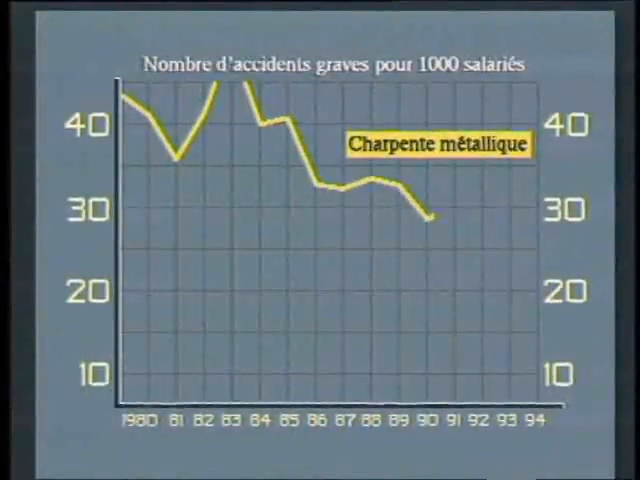 Nombre d'accidents graves pour 1000 salariés
40 40
Charpente métallique
30 30
20 20
10 10
1980 81 82 83 84 85 86 87 88 89 90 91 92 93 94